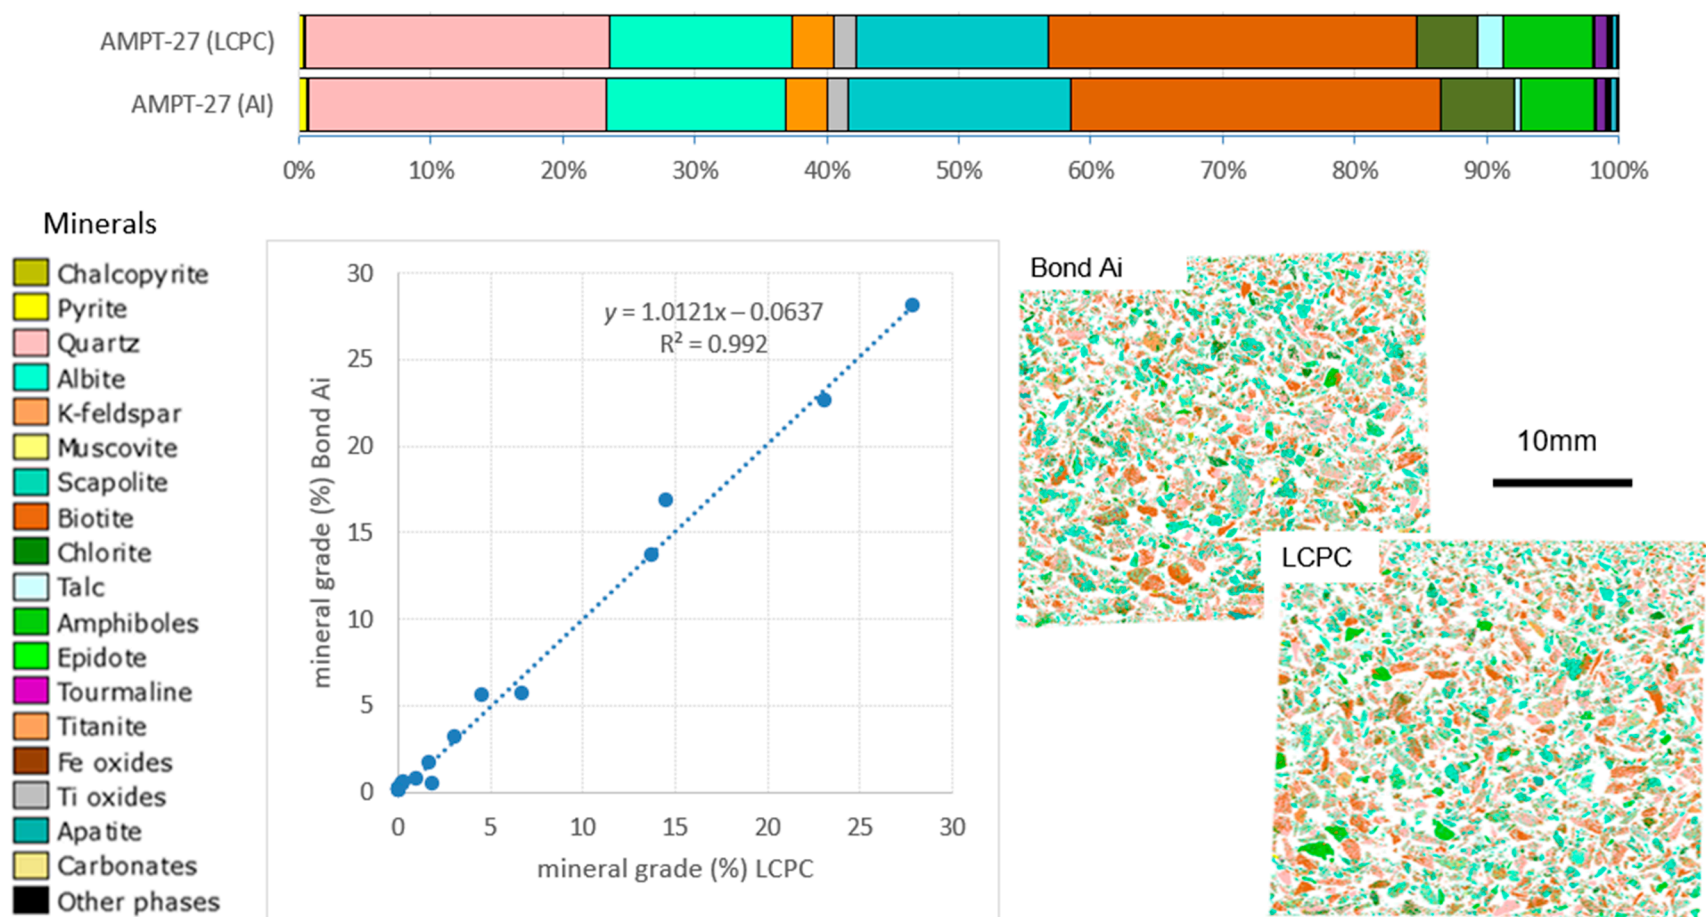 AMPT-27 (LCPC)
AMPT-27 (AI)
0% 10% 20% 30% 40% 50% 60% 70% 80% 90% 100%
Minerals
Chalcopyrite
Pyrite
Quartz
Albite
K-feldspar
Muscovite
Scapolite
Biotite
Chlorite
Talc
Amphiboles
Epidote
Tourmaline
Titanite
Fe oxides
Ti oxides
Apatite
Carbonates
Other phases
mineral grade (%) Bond Ai
30
25
20
15
10
5
0
y = 1.0121x – 0.0637
R² = 0.992
0 5 10 15 20 25 30
mineral grade (%) LCPC
Bond Ai
10mm
LCPC